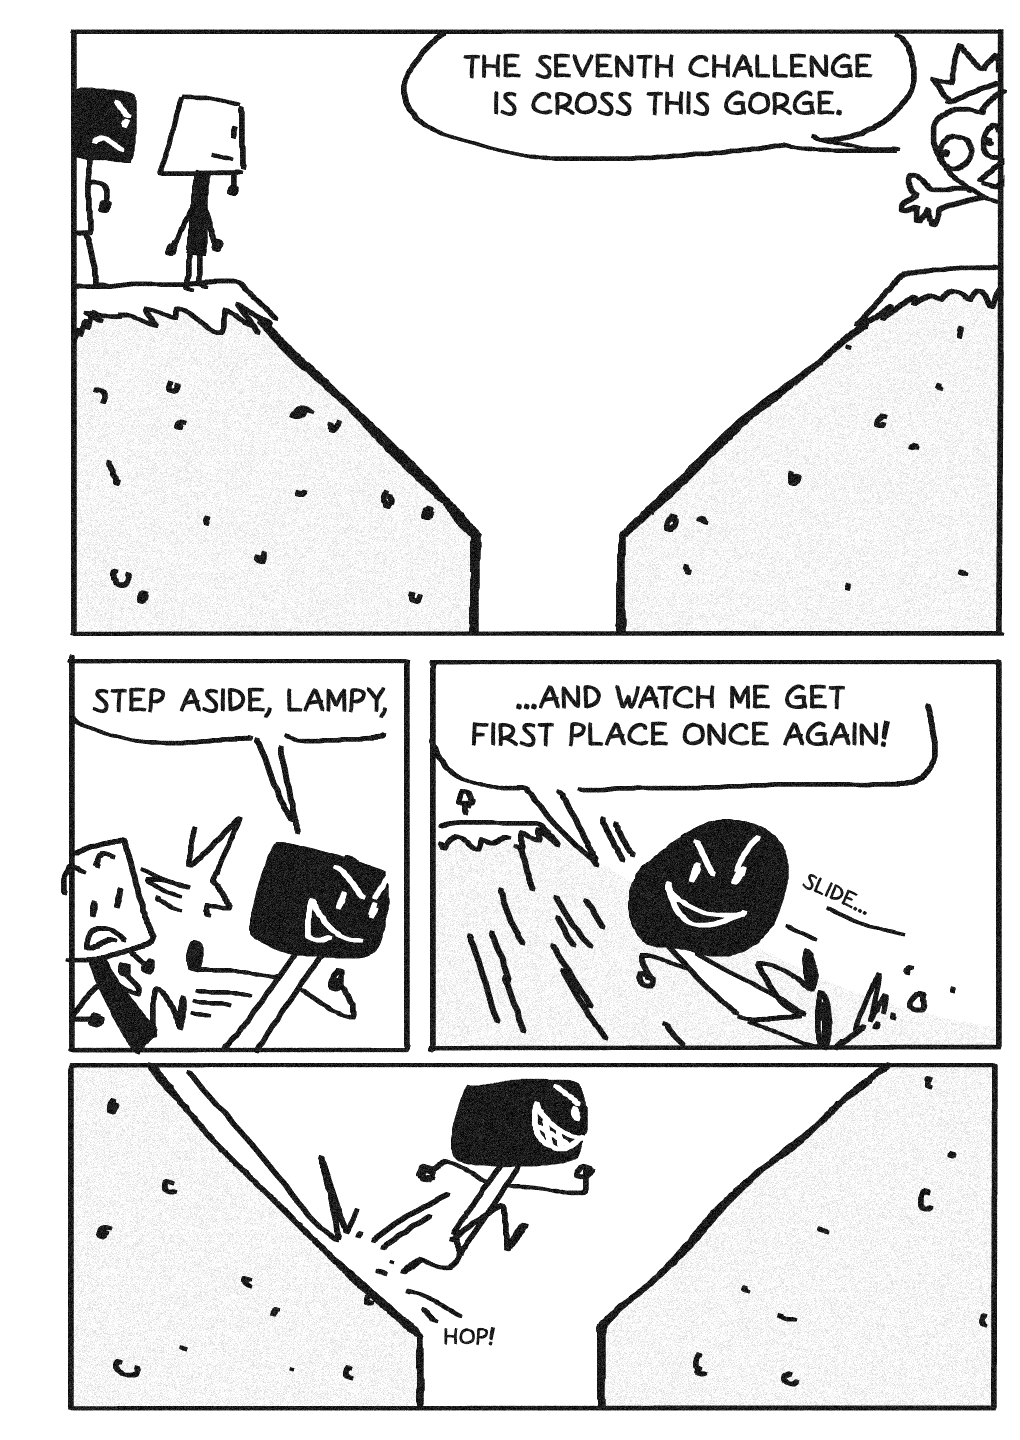 THE SEVENTH CHALLENGE
IS CROSS THIS GORGE.
STEP ASIDE, LAMPY,
...AND WATCH ME GET
FIRST PLACE ONCE AGAIN!
SLIDE...
HOP!